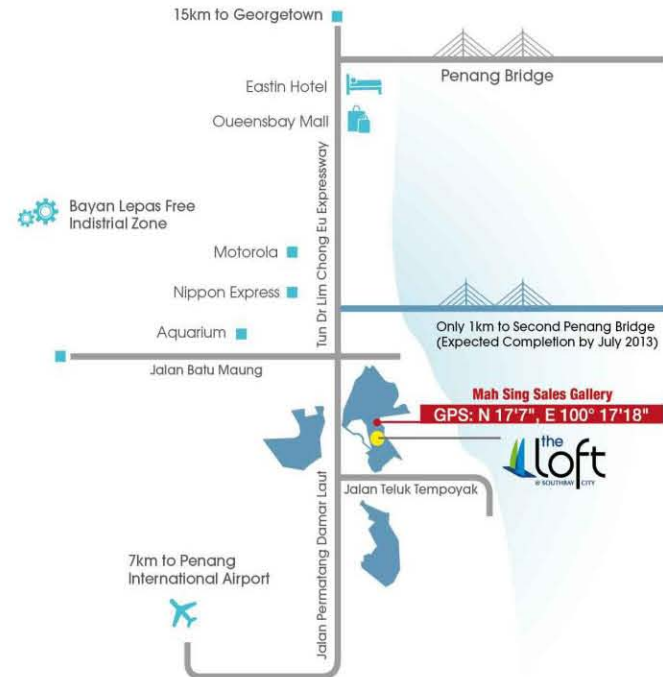 15km to Georgetown
Penang Bridge
Eastin Hotel
Oueensbay Mall
Tun Dr Lim Chong Eu Expressway
Bayan Lepas Free
Indistrial Zone
Motorola
Nippon Express
Aquarium
Only 1km to Second Penang Bridge
(Expected Completion by July 2013)
Jalan Batu Maung
Mah Sing Sales Gallery
GPS: N 17'7", E 100° 17'18"
the
loft
@ SOUTHBAY CITY
Jalan Teluk Tempoyak
Jalan Permatang Damar Laut
7km to Penang
International Airport